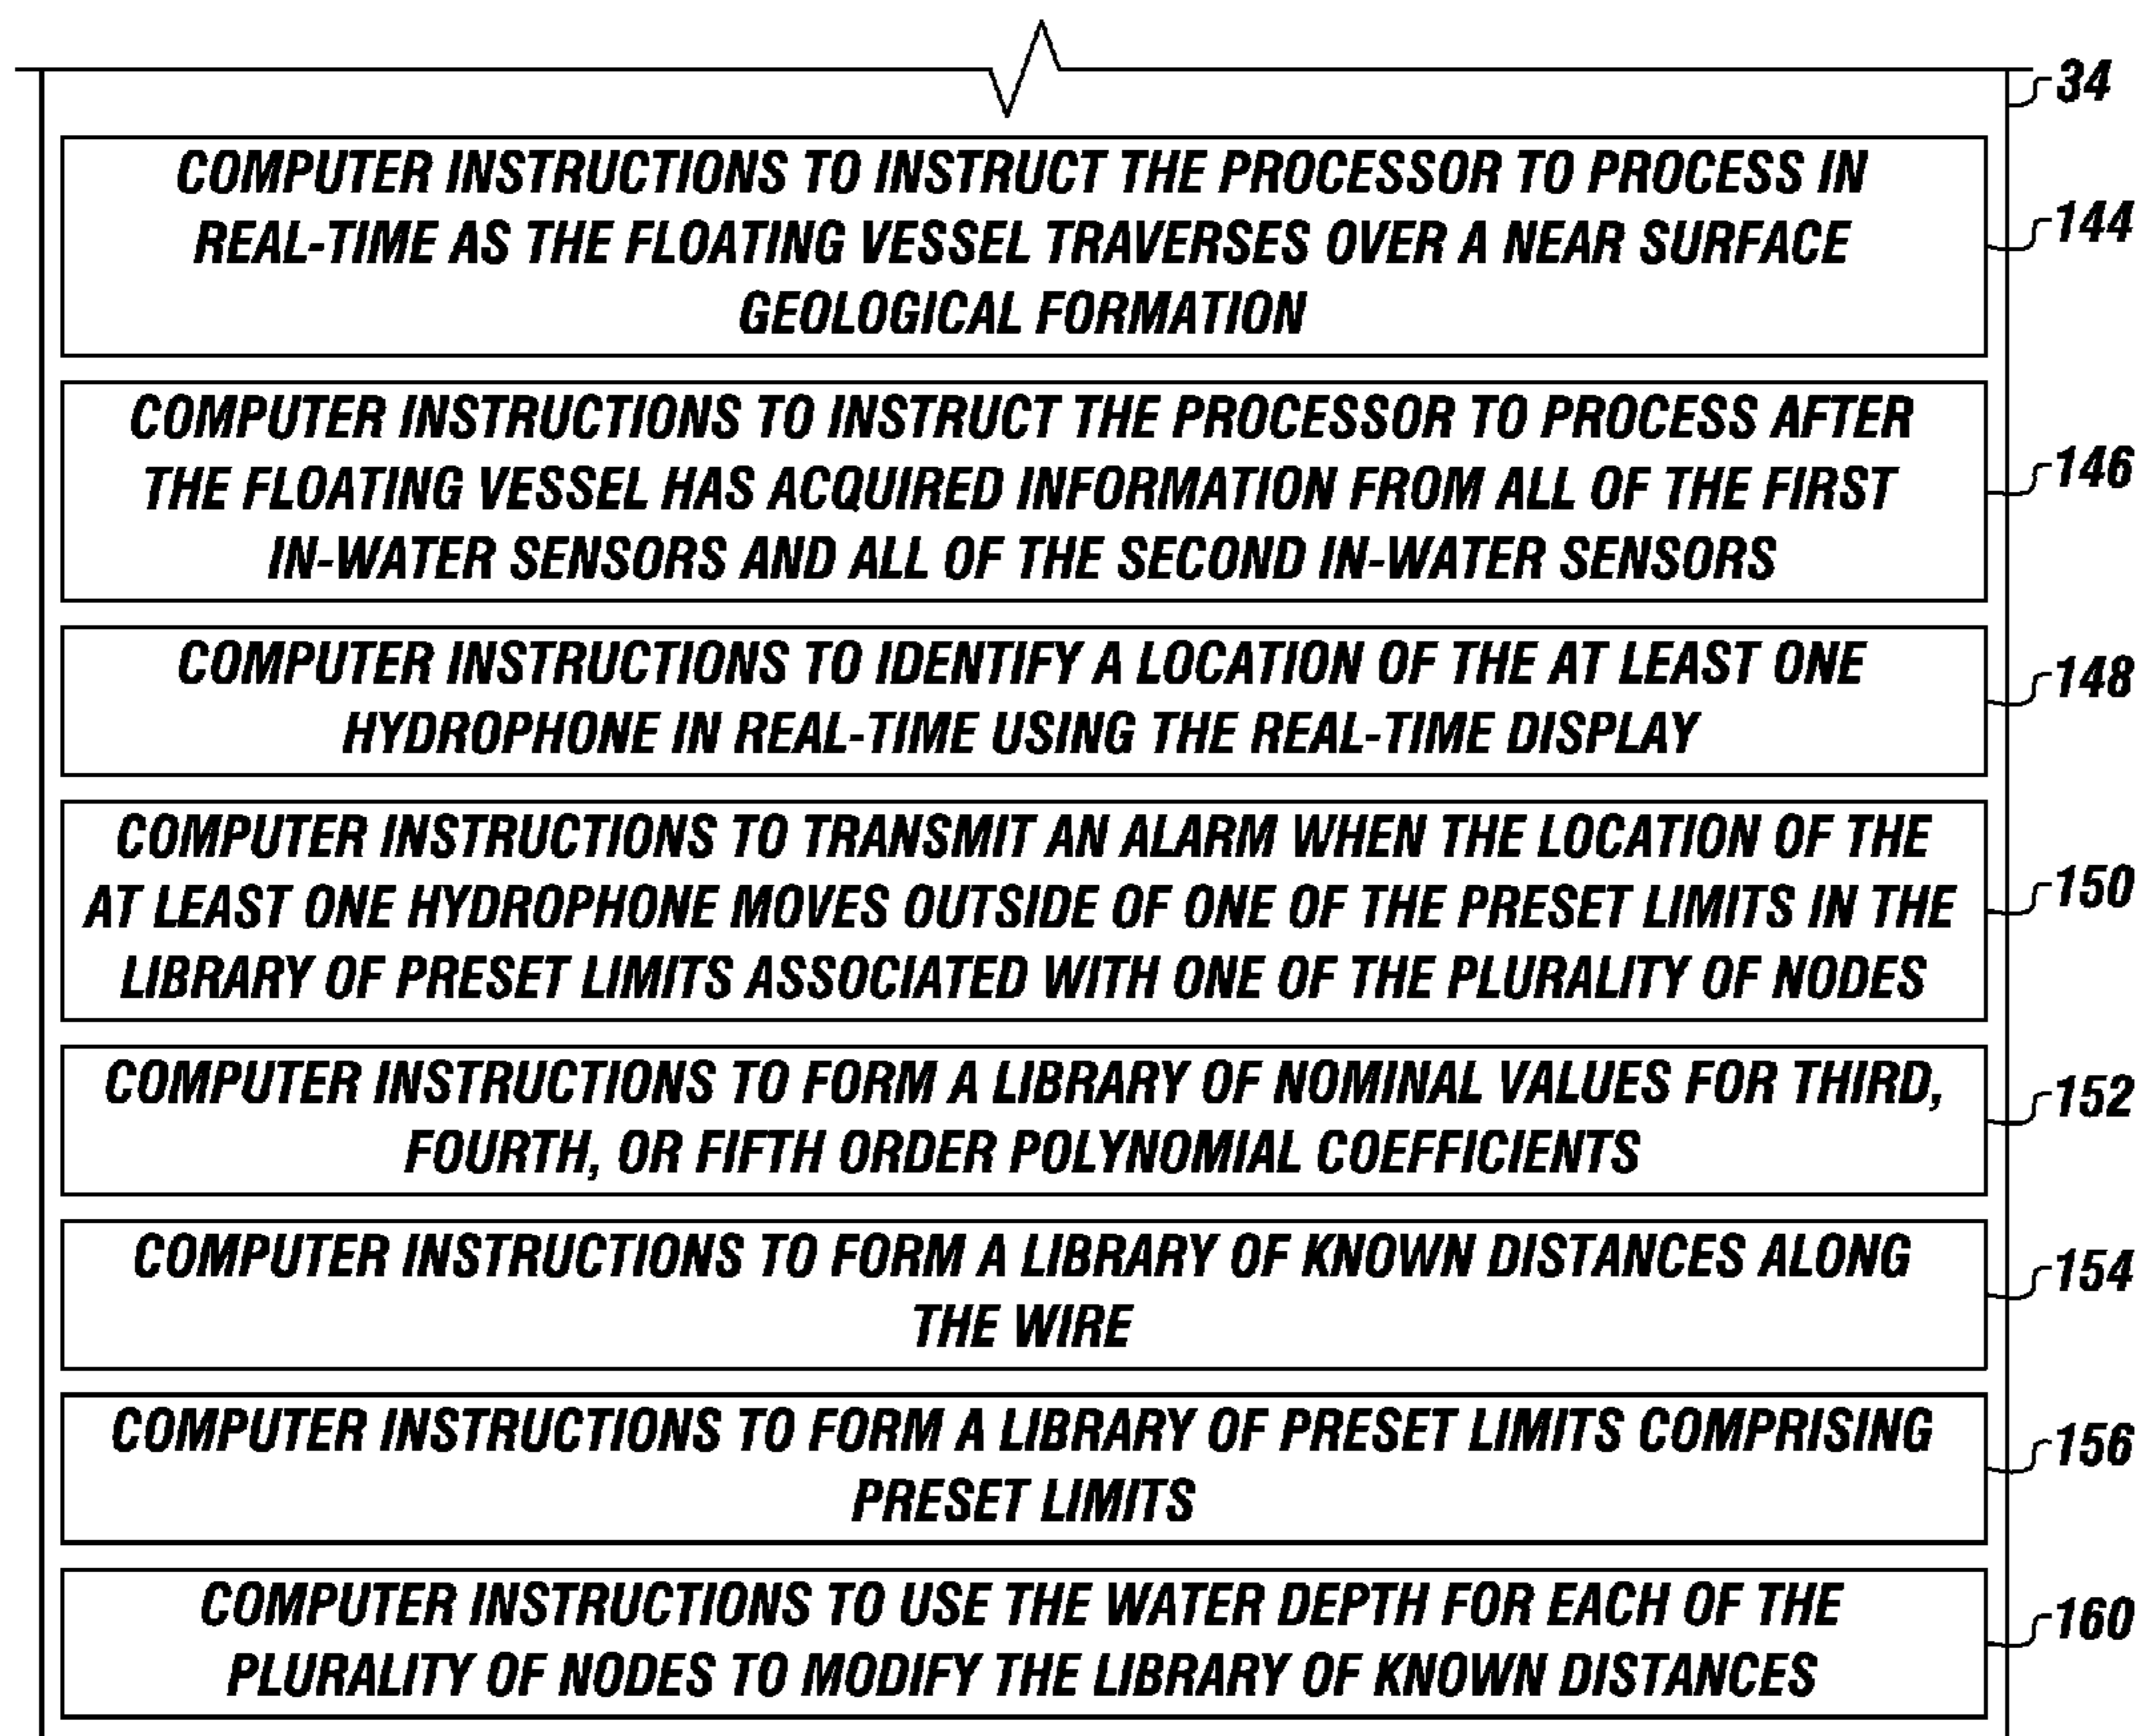 34
COMPUTER INSTRUCTIONS TO INSTRUCT THE PROCESSOR TO PROCESS IN
REAL-TIME AS THE FLOATING VESSEL TRAVERSES OVER A NEAR SURFACE
GEOLOGICAL FORMATION
144
COMPUTER INSTRUCTIONS TO INSTRUCT THE PROCESSOR TO PROCESS AFTER
THE FLOATING VESSEL HAS ACQUIRED INFORMATION FROM ALL OF THE FIRST
IN-WATER SENSORS AND ALL OF THE SECOND IN-WATER SENSORS
146
COMPUTER INSTRUCTIONS TO IDENTIFY A LOCATION OF THE AT LEAST ONE
HYDROPHONE IN REAL-TIME USING THE REAL-TIME DISPLAY
148
COMPUTER INSTRUCTIONS TO TRANSMIT AN ALARM WHEN THE LOCATION OF THE
AT LEAST ONE HYDROPHONE MOVES OUTSIDE OF ONE OF THE PRESET LIMITS IN THE
LIBRARY OF PRESET LIMITS ASSOCIATED WITH ONE OF THE PLURALITY OF NODES
150
COMPUTER INSTRUCTIONS TO FORM A LIBRARY OF NOMINAL VALUES FOR THIRD,
FOURTH, OR FIFTH ORDER POLYNOMIAL COEFFICIENTS
152
COMPUTER INSTRUCTIONS TO FORM A LIBRARY OF KNOWN DISTANCES ALONG
THE WIRE
154
COMPUTER INSTRUCTIONS TO FORM A LIBRARY OF PRESET LIMITS COMPRISING
PRESET LIMITS
156
COMPUTER INSTRUCTIONS TO USE THE WATER DEPTH FOR EACH OF THE
PLURALITY OF NODES TO MODIFY THE LIBRARY OF KNOWN DISTANCES
160